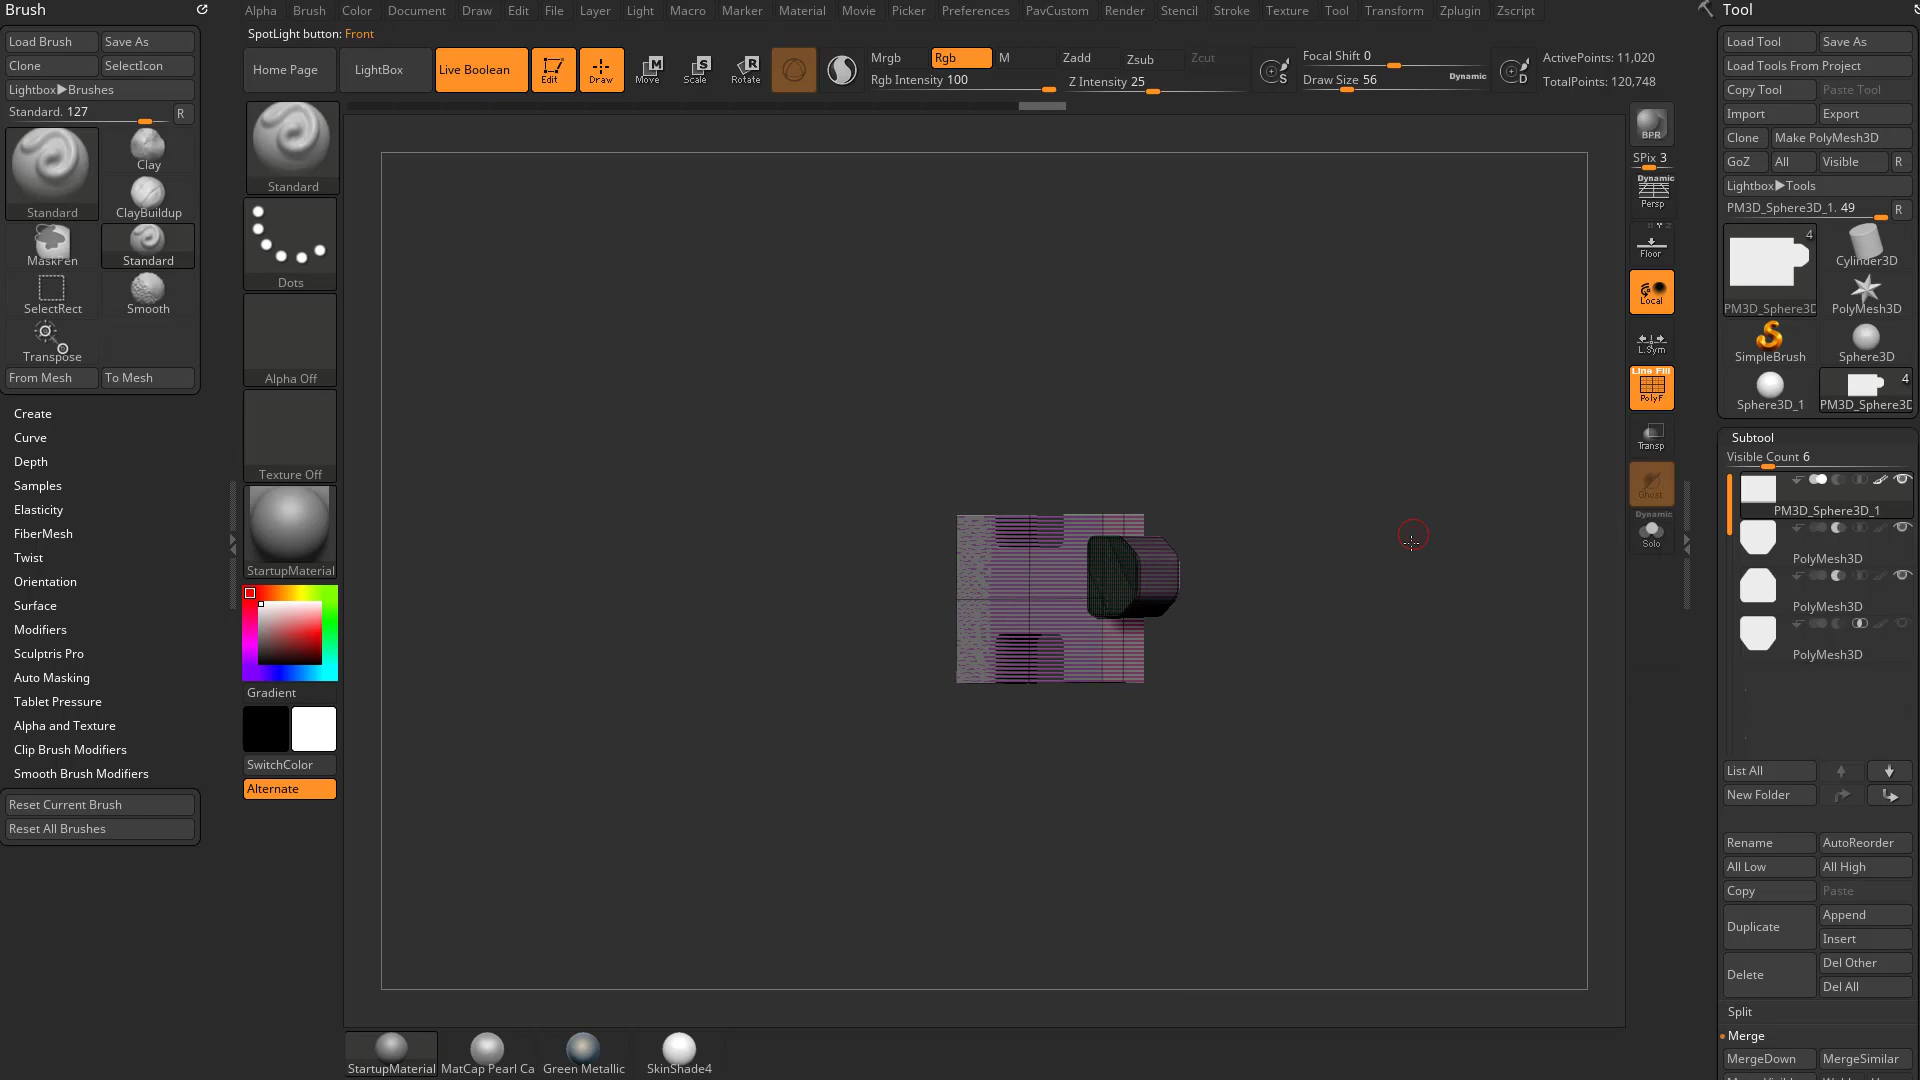 Brush
Load Brush
Save As
Clone
SelectIcon
Lightbox▶Brushes
Standard. 127
R
Standard
Clay
ClayBuildup
MaskPen
Standard
SelectRect
Smooth
Transpose
From Mesh
To Mesh
Create
Curve
Depth
Samples
Elasticity
FiberMesh
Twist
Orientation
Surface
Modifiers
Sculptris Pro
Auto Masking
Tablet Pressure
Alpha and Texture
Clip Brush Modifiers
Smooth Brush Modifiers
Reset Current Brush
Reset All Brushes
Alpha Brush Color Document Draw Edit File Layer Light Macro Marker Material Movie Picker Preferences PavCustom Render Stencil Stroke Texture Tool Transform Zplugin Zscript
SpotLight button: Front
Home Page
LightBox
Live Boolean
Edit
Draw
Move
Scale
Rotate
Mrgb
Rgb
M
Rgb Intensity 100
Zadd
Zsub
Zcut
Z Intensity 25
S
Focal Shift 0
Draw Size 56
Dynamic
D
ActivePoints: 11,020
TotalPoints: 120,748
Standard
Dots
Alpha Off
Texture Off
StartupMaterial
Gradient
SwitchColor
Alternate
BPR
SPix 3
Dynamic
Persp
Floor
Local
L.Sym
Line Fill
PolyF
Transp
Ghost
Dynamic
Solo
StartupMaterial
MatCap Pearl Ca
Green Metallic
SkinShade4
Tool
Load Tool
Save As
Load Tools From Project
Copy Tool
Paste Tool
Import
Export
Clone
Make PolyMesh3D
GoZ
All
Visible
R
Lightbox▶Tools
PM3D_Sphere3D_1. 49
R
4
PM3D_Sphere3D
Cylinder3D
PolyMesh3D
SimpleBrush
Sphere3D
Sphere3D_1
4
PM3D_Sphere3D
Subtool
Visible Count 6
PM3D_Sphere3D_1
PolyMesh3D
PolyMesh3D
PolyMesh3D
List All
New Folder
Rename
AutoReorder
All Low
All High
Copy
Paste
Duplicate
Append
Insert
Delete
Del Other
Del All
Split
Merge
MergeDown
MergeSimilar